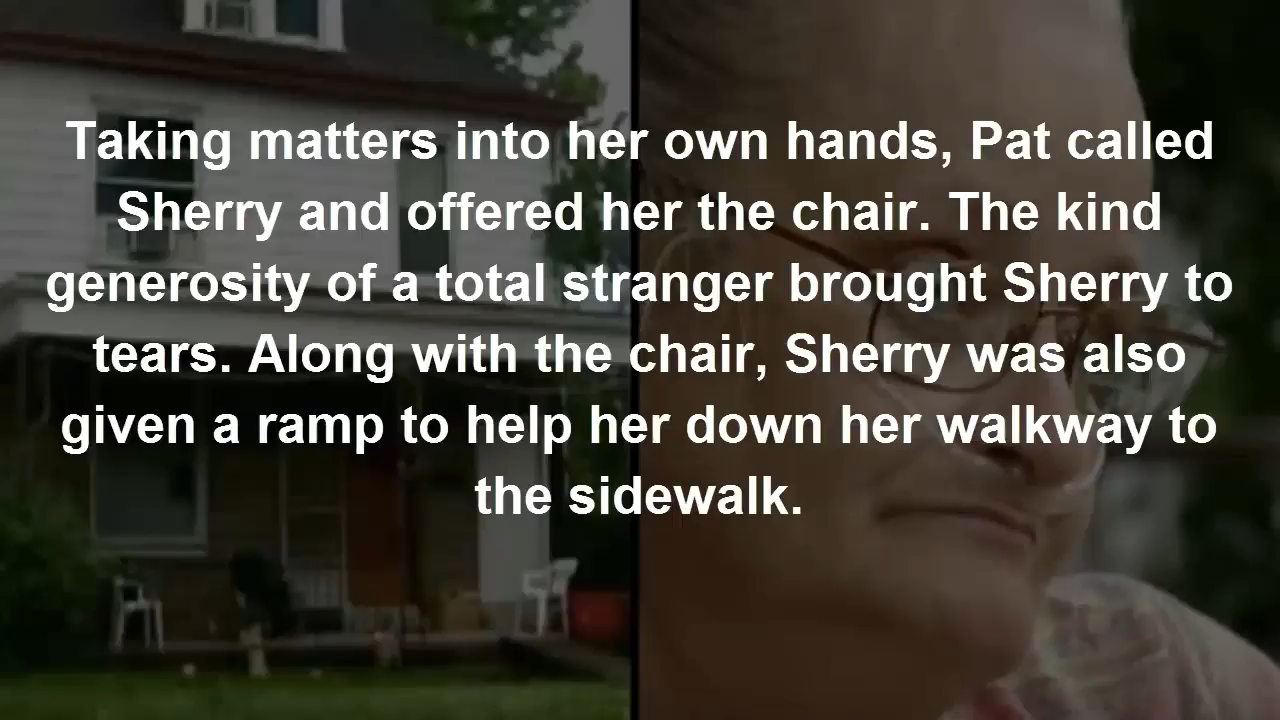 Taking matters into her own hands, Pat called
Sherry and offered her the chair. The kind
generosity of a total stranger brought Sherry to
tears. Along with the chair, Sherry was also
given a ramp to help her down her walkway to
the sidewalk.